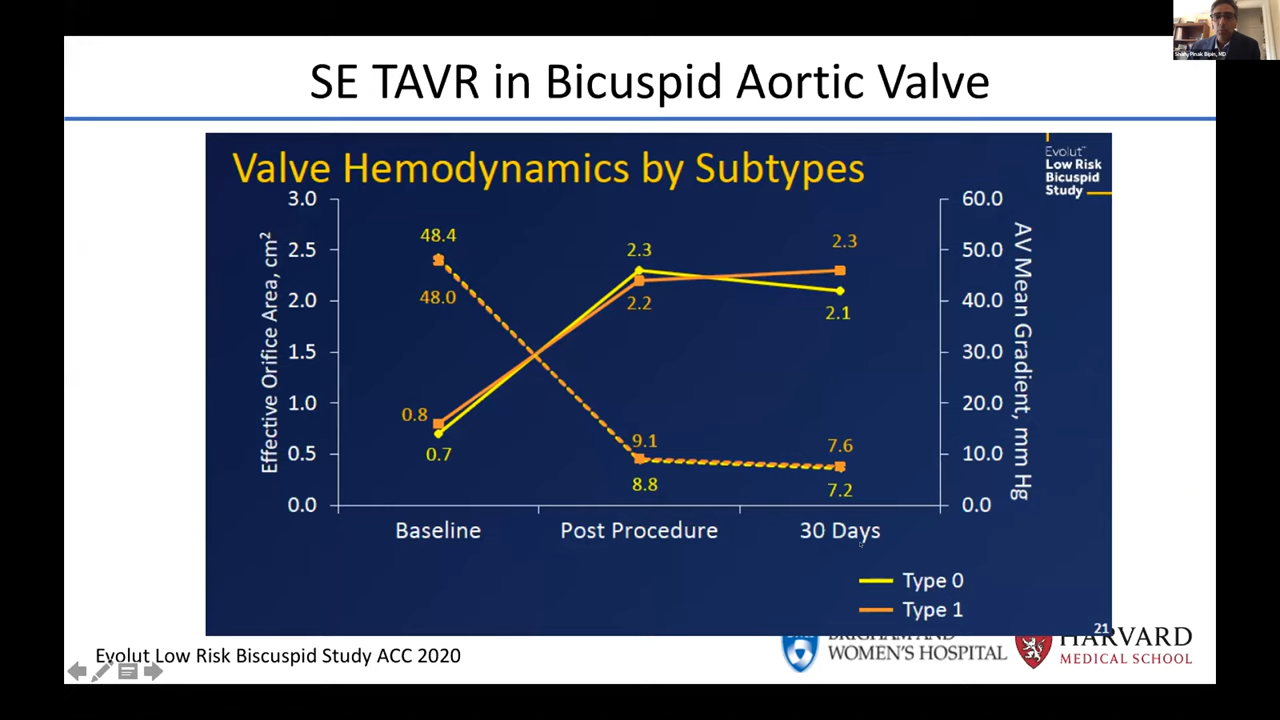 Shah, Pinak Bipin, MD
SE TAVR in Bicuspid Aortic Valve
Valve Hemodynamics by Subtypes
Evolut™
Low Risk
Bicuspid
Study
Effective Orifice Area, cm²
3.0
2.5
2.0
1.5
1.0
0.5
0.0
48.4
48.0
0.8
0.7
2.3
2.2
9.1
8.8
2.3
2.1
7.6
7.2
60.0
50.0
40.0
30.0
20.0
10.0
0.0
AV Mean Gradient, mm Hg
Baseline
Post Procedure
30 Days
Type 0
Type 1
21
Evolut Low Risk Biscuspid Study ACC 2020
BRIGHAM AND
WOMEN'S HOSPITAL
HARVARD
MEDICAL SCHOOL